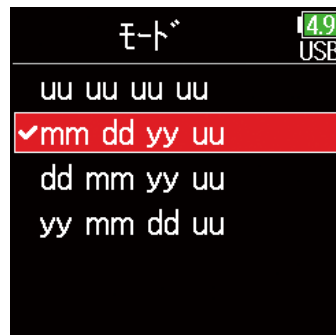 モード
4.9
USB
uu uu uu uu
✔mm dd yy uu
dd mm yy uu
yy mm dd uu